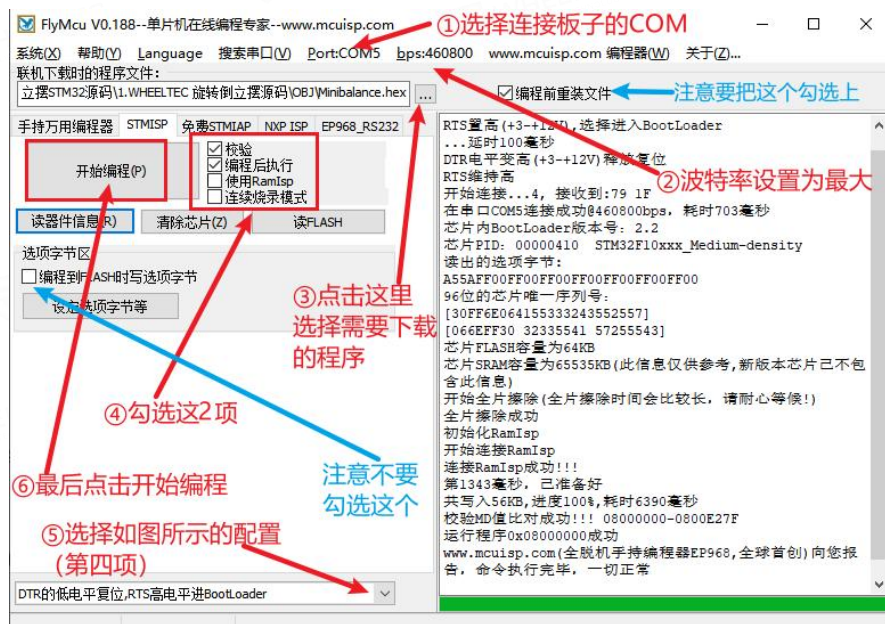 FlyMcu V0.188--单片机在线编程专家--www.mcuisp.com
①选择连接板子的COM
系统(X) 帮助(Y) Language 搜索串口(V) Port:COM5 bps:460800 www.mcuisp.com 编程器(W) 关于(Z)...
联机下载时的程序文件:
立摆STM32源码\1.WHEELTEC 旋转倒立摆源码\OBJ\Minibalance.hex
...
编程前重装文件
注意要把这个勾选上
手持万用编程器 STMISP 免费STMIAP NXP ISP EP968_RS232
开始编程(P)
校验
编程后执行
使用RamIsp
连续烧录模式
②波特率设置为最大
读器件信息(R) 清除芯片(Z) 读FLASH
选项字节区
编程到FLASH时写选项字节
设定选项字节等
③点击这里
选择需要下载
的程序
④勾选这2项
⑥最后点击开始编程
注意不要
勾选这个
⑤选择如图所示的配置
(第四项)
DTR的低电平复位,RTS高电平进BootLoader
RTS置高(+3-+12V),选择进入BootLoader
...延时100毫秒
DTR电平变高(+3-+12V)释放复位
RTS维持高
开始连接...4, 接收到:79 1F
在串口COM5连接成功@460800bps, 耗时703毫秒
芯片内BootLoader版本号: 2.2
芯片PID: 00000410 STM32F10xxx_Medium-density
读出的选项字节:
A55AFF00FF00FF00FF00FF00FF00FF00
96位的芯片唯一序列号:
[30FF6E064155333243552557]
[066EFF30 32335541 57255543]
芯片FLASH容量为64KB
芯片SRAM容量为65535KB(此信息仅供参考,新版本芯片已不包
含此信息)
开始全片擦除(全片擦除时间会比较长, 请耐心等候!)
全片擦除成功
初始化RamIsp
开始连接RamIsp
连接RamIsp成功!!!
第1343毫秒, 已准备好
共写入56KB,进度100%,耗时6390毫秒
校验MD值比对成功!!! 08000000-0800E27F
运行程序0x08000000成功
www.mcuisp.com(全脱机手持编程器EP968,全球首创)向您报
告, 命令执行完毕, 一切正常